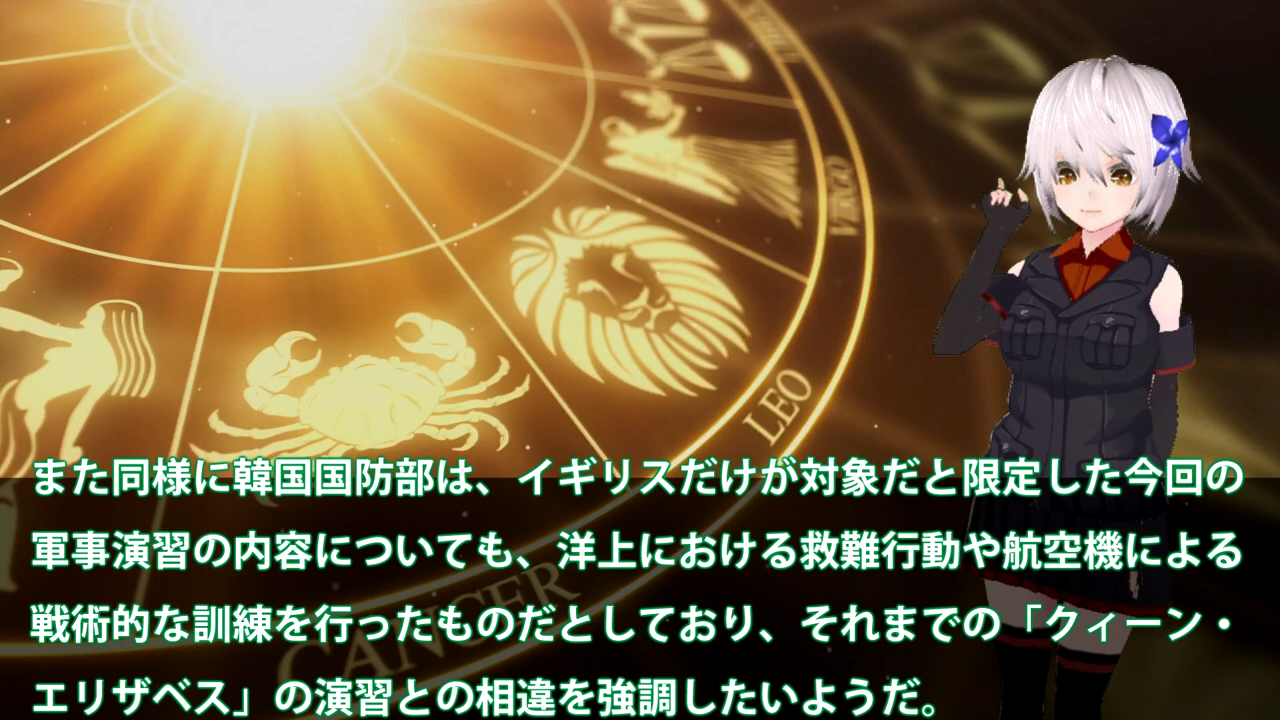 VIRGO
LEO
CANCER
また同様に韓国国防部は、イギリスだけが対象だと限定した今回の
軍事演習の内容についても、洋上における救難行動や航空機による
戦術的な訓練を行ったものだとしており、それまでの「クィーン・
エリザベス」の演習との相違を強調したいようだ。